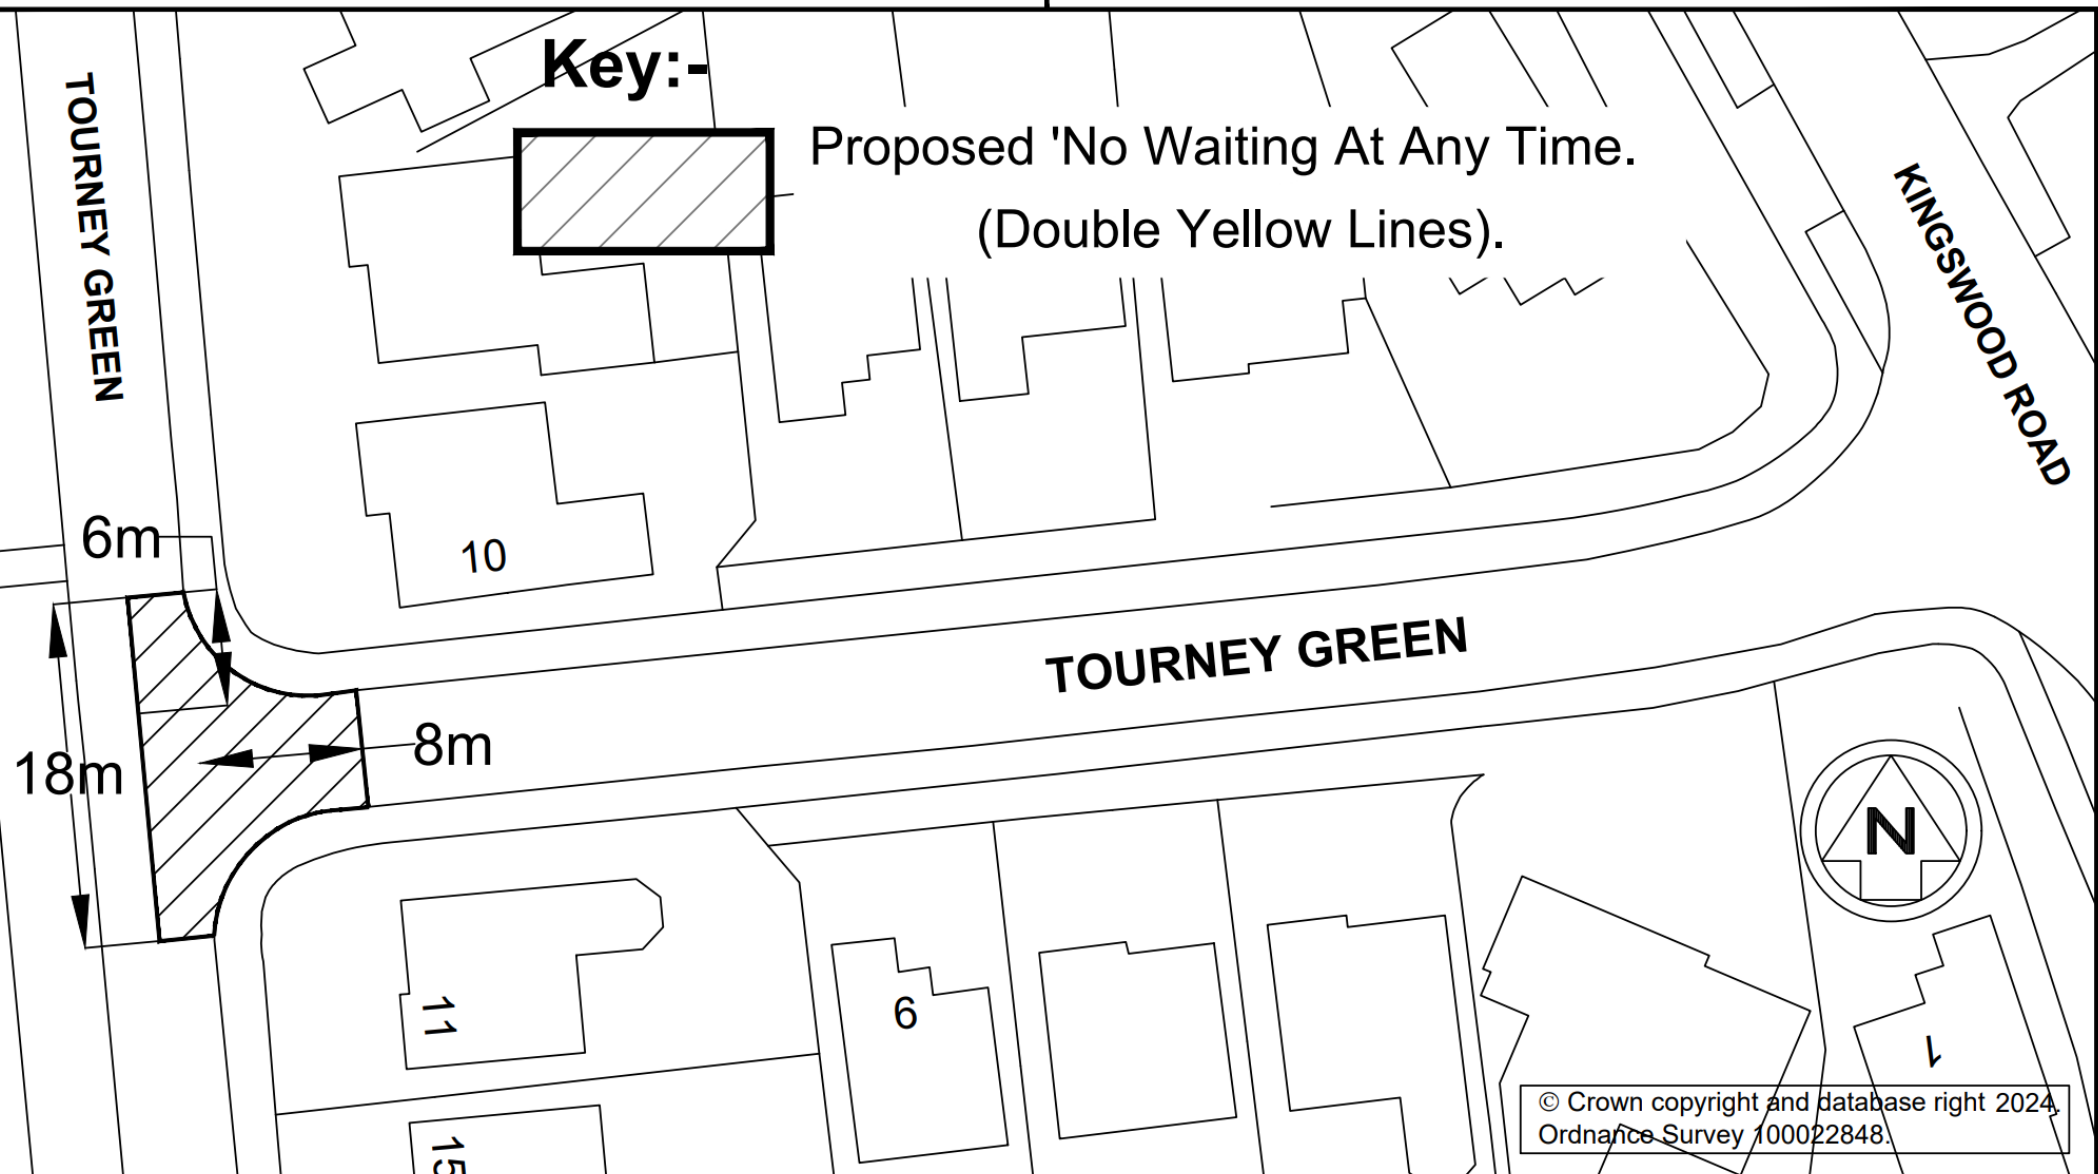 Key:-
Proposed 'No Waiting At Any Time.
(Double Yellow Lines).
TOURNEY GREEN
KINGSWOOD ROAD
6m
10
TOURNEY GREEN
18m
8m
N
11
6
1
15
© Crown copyright and database right 2024.
Ordnance Survey 100022848.